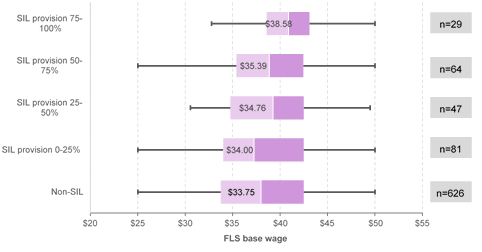 SIL provision 75-
100%
$38.58
n=29
SIL provision 50-
75%
$35.39
n=64
SIL provision 25-
50%
$34.76
n=47
SIL provision 0-25%
$34.00
n=81
Non-SIL
$33.75
n=626
$20 $25 $30 $35 $40 $45 $50 $55
FLS base wage